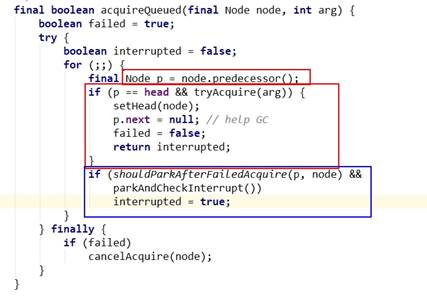 final boolean acquireQueued(final Node node, int arg) {
boolean failed = true;
try {
boolean interrupted = false;
for (;;) {
final Node p = node.predecessor();
if (p == head && tryAcquire(arg)) {
setHead(node);
p.next = null; // help GC
failed = false;
return interrupted;
}
if (shouldParkAfterFailedAcquire(p, node) &&
parkAndCheckInterrupt())
interrupted = true;
}
} finally {
if (failed)
cancelAcquire(node);
}
}